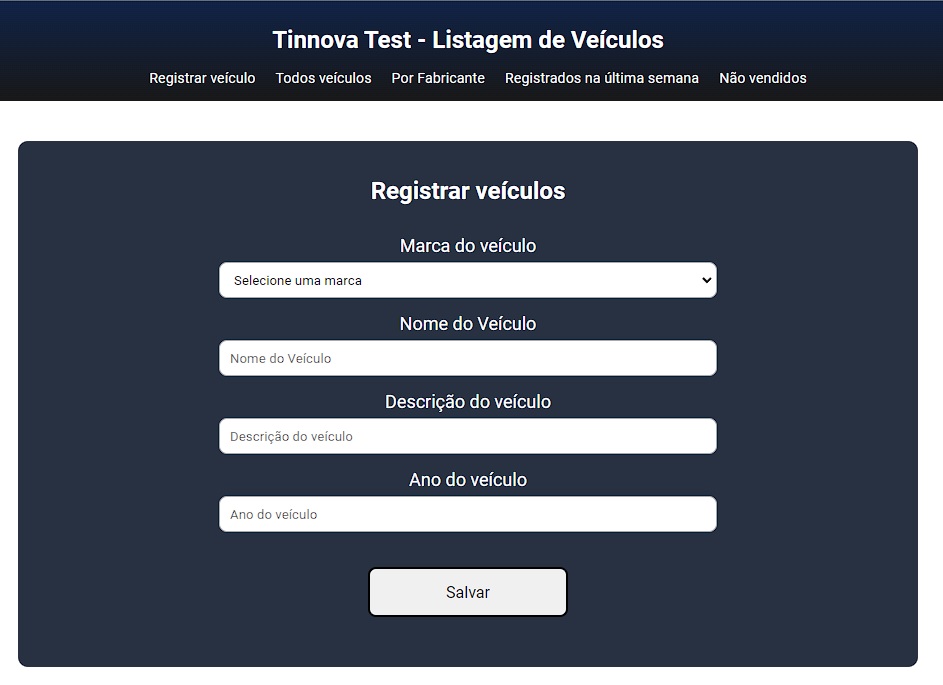 Tinnova Test - Listagem de Veículos
Registrar veículo Todos veículos Por Fabricante Registrados na última semana Não vendidos
Registrar veículos
Marca do veículo
Selecione uma marca
Nome do Veículo
Nome do Veículo
Descrição do veículo
Descrição do veículo
Ano do veículo
Ano do veículo
Salvar